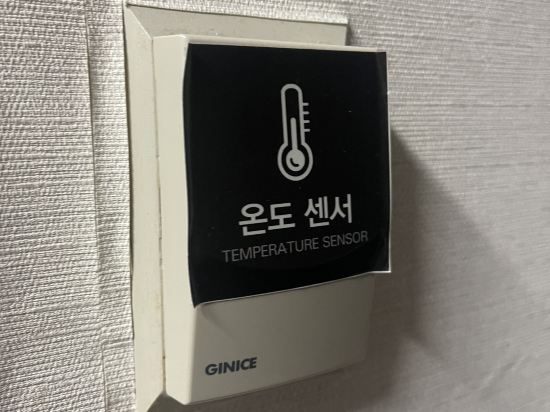 온도 센서
TEMPERATURE SENSOR
GINICE